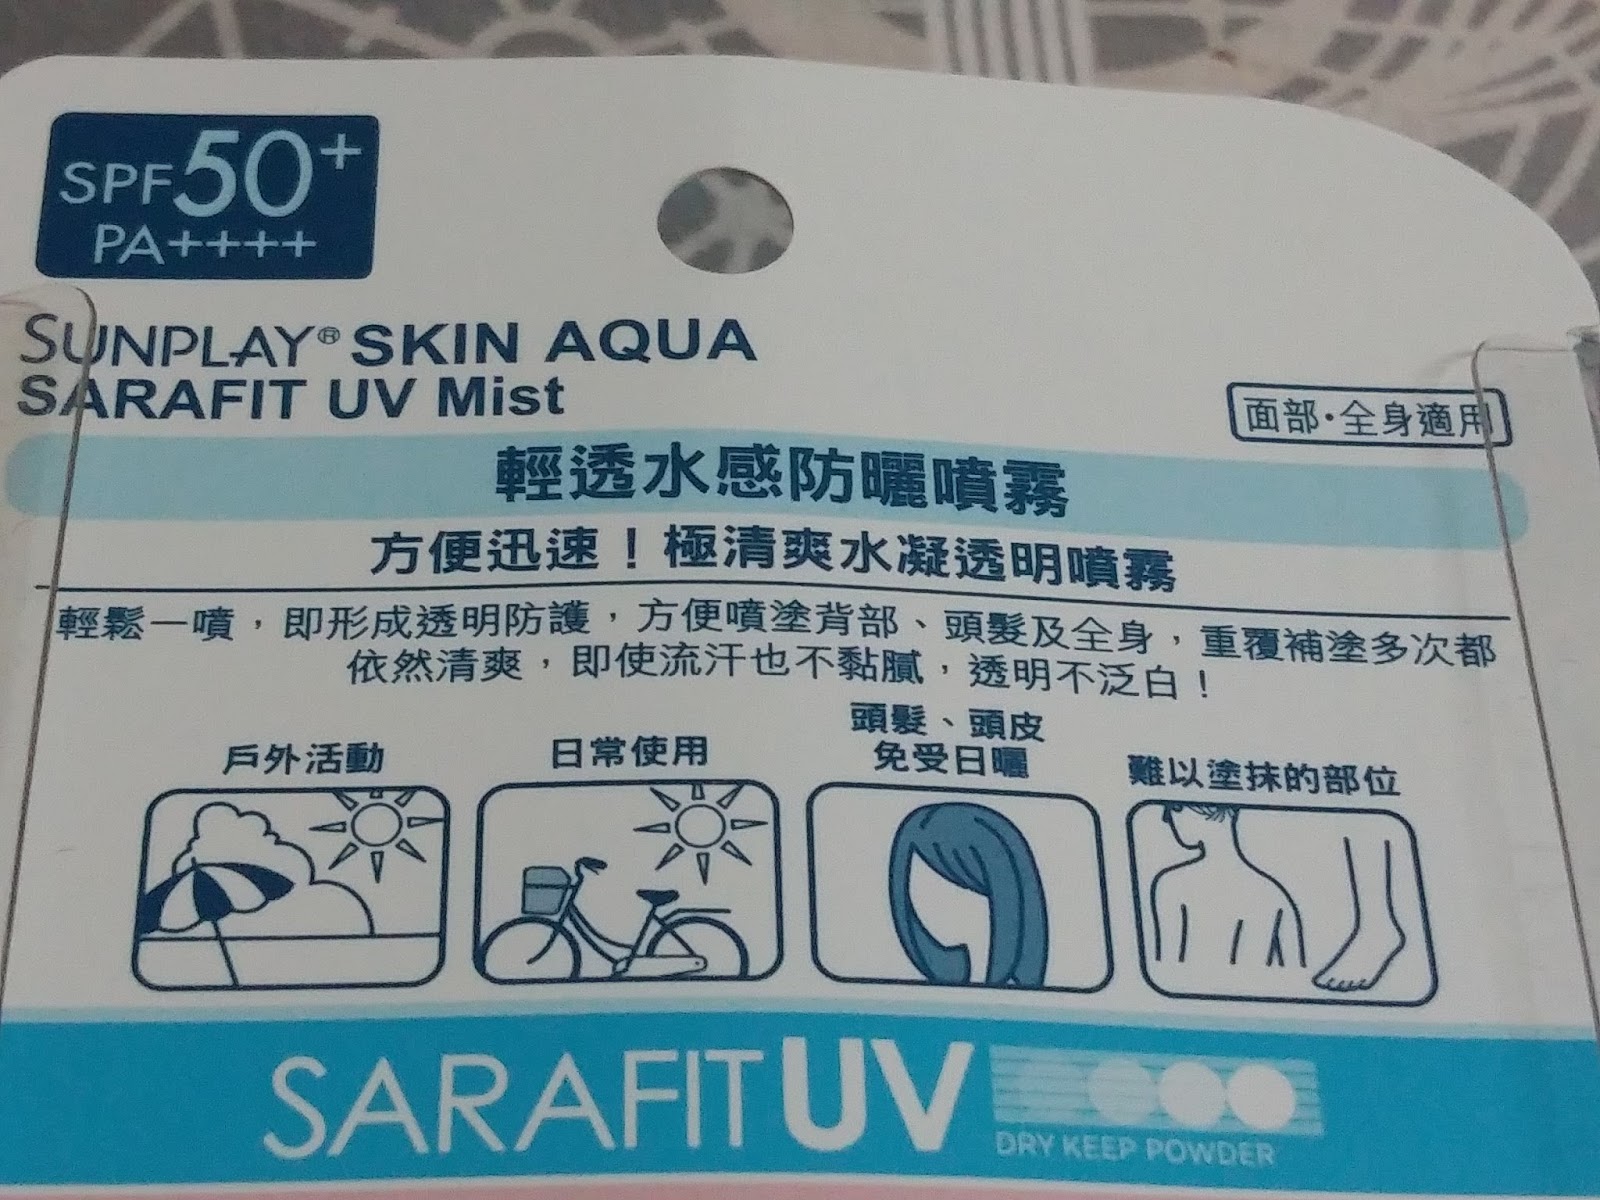 SPF50+
PA++++
SUNPLAY® SKIN AQUA
SARAFIT UV Mist
面部·全身適用
輕透水感防曬噴霧
方便迅速！極清爽水凝透明噴霧
輕鬆一噴，即形成透明防護，方便噴塗背部、頭髮及全身，重覆補塗多次都
依然清爽，即使流汗也不黏膩，透明不泛白！
戶外活動
日常使用
頭髮、頭皮
免受日曬
難以塗抹的部位
SARAFIT UV
DRY KEEP POWDER